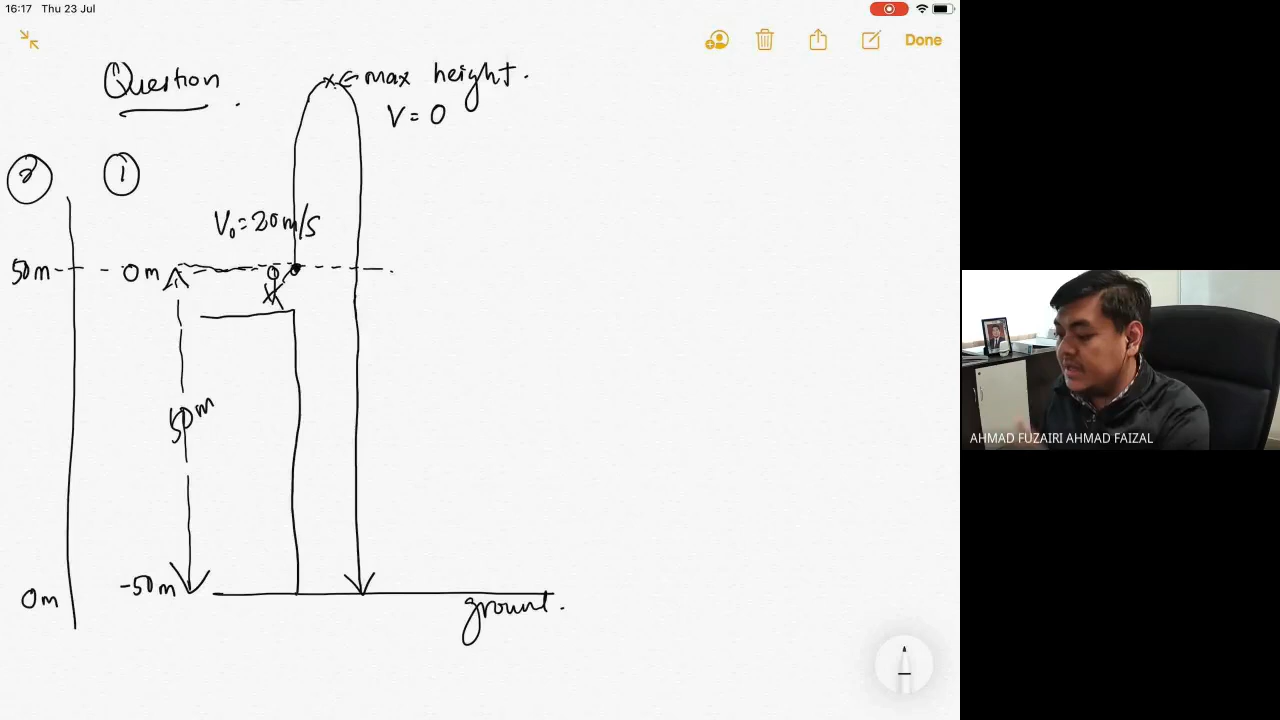 16:17 Thu 23 Jul
Done
Question.
max height.
V = 0
2
1
V₀ = 20 m/s
50m
0m
50m
-50m
0m
ground.
AHMAD FUZAIRI AHMAD FAIZAL